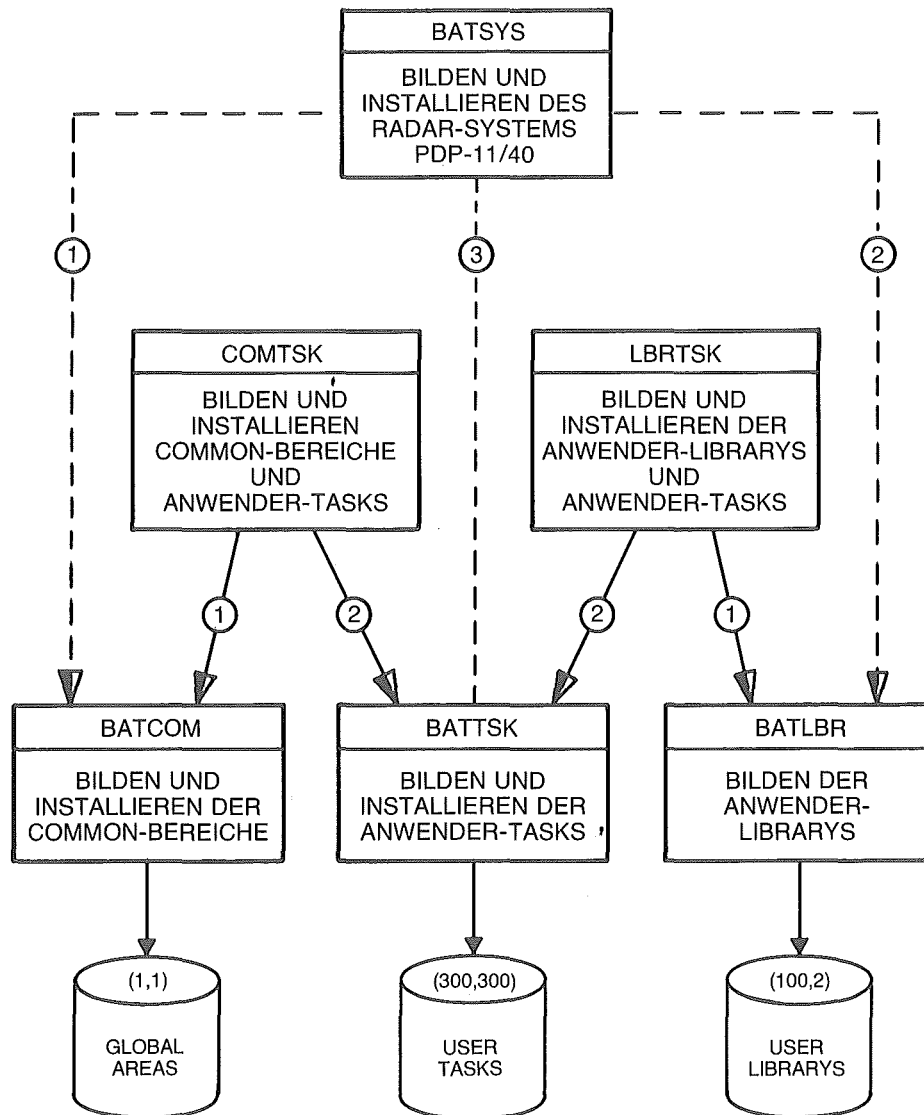 BATSYS
BILDEN UND
INSTALLIEREN DES
RADAR-SYSTEMS
PDP-11/40
1
3
2
COMTSK
BILDEN UND
INSTALLIEREN
COMMON-BEREICHE
UND
ANWENDER-TASKS
LBRTSK
BILDEN UND
INSTALLIEREN DER
ANWENDER-LIBRARYS
UND
ANWENDER-TASKS
1
2
2
1
BATCOM
BILDEN UND
INSTALLIEREN DER
COMMON-BEREICHE
BATTSK
BILDEN UND
INSTALLIEREN DER
ANWENDER-TASKS
BATLBR
BILDEN DER
ANWENDER-
LIBRARYS
(1,1)
GLOBAL
AREAS
(300,300)
USER
TASKS
(100,2)
USER
LIBRARYS